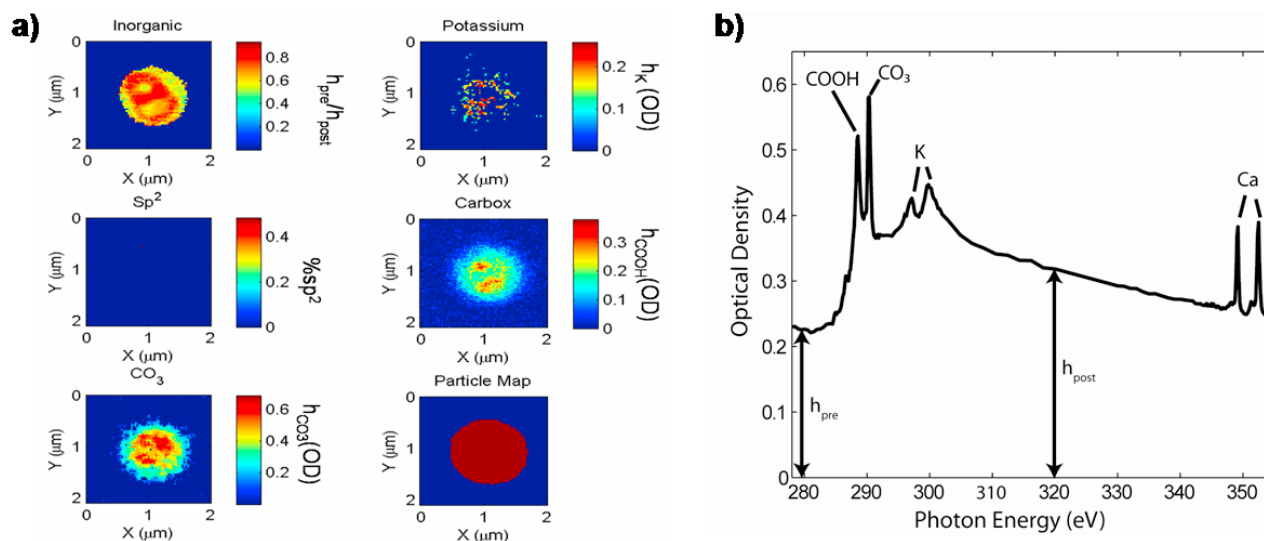 a)
Inorganic
0
1
2
Y (μm)
0 1 2
X (μm)
0.8
0.6
0.4
0.2
hpre/hpost
Potassium
0
1
2
Y (μm)
0 1 2
X (μm)
0.2
0.1
0
hK (OD)
Sp²
0
1
2
Y (μm)
0 1 2
X (μm)
0.4
0.2
0
%sp²
Carbox
0
1
2
Y (μm)
0 1 2
X (μm)
0.3
0.2
0.1
0
hCOOH(OD)
CO₃
0
1
2
Y (μm)
0 1 2
X (μm)
0.6
0.4
0.2
hCO3(OD)
Particle Map
0
1
2
Y (μm)
0 1 2
X (μm)
b)
COOH
CO₃
K
Ca
hpre
hpost
0.6
0.5
0.4
0.3
0.2
0.1
0
Optical Density
280 290 300 310 320 330 340 350
Photon Energy (eV)